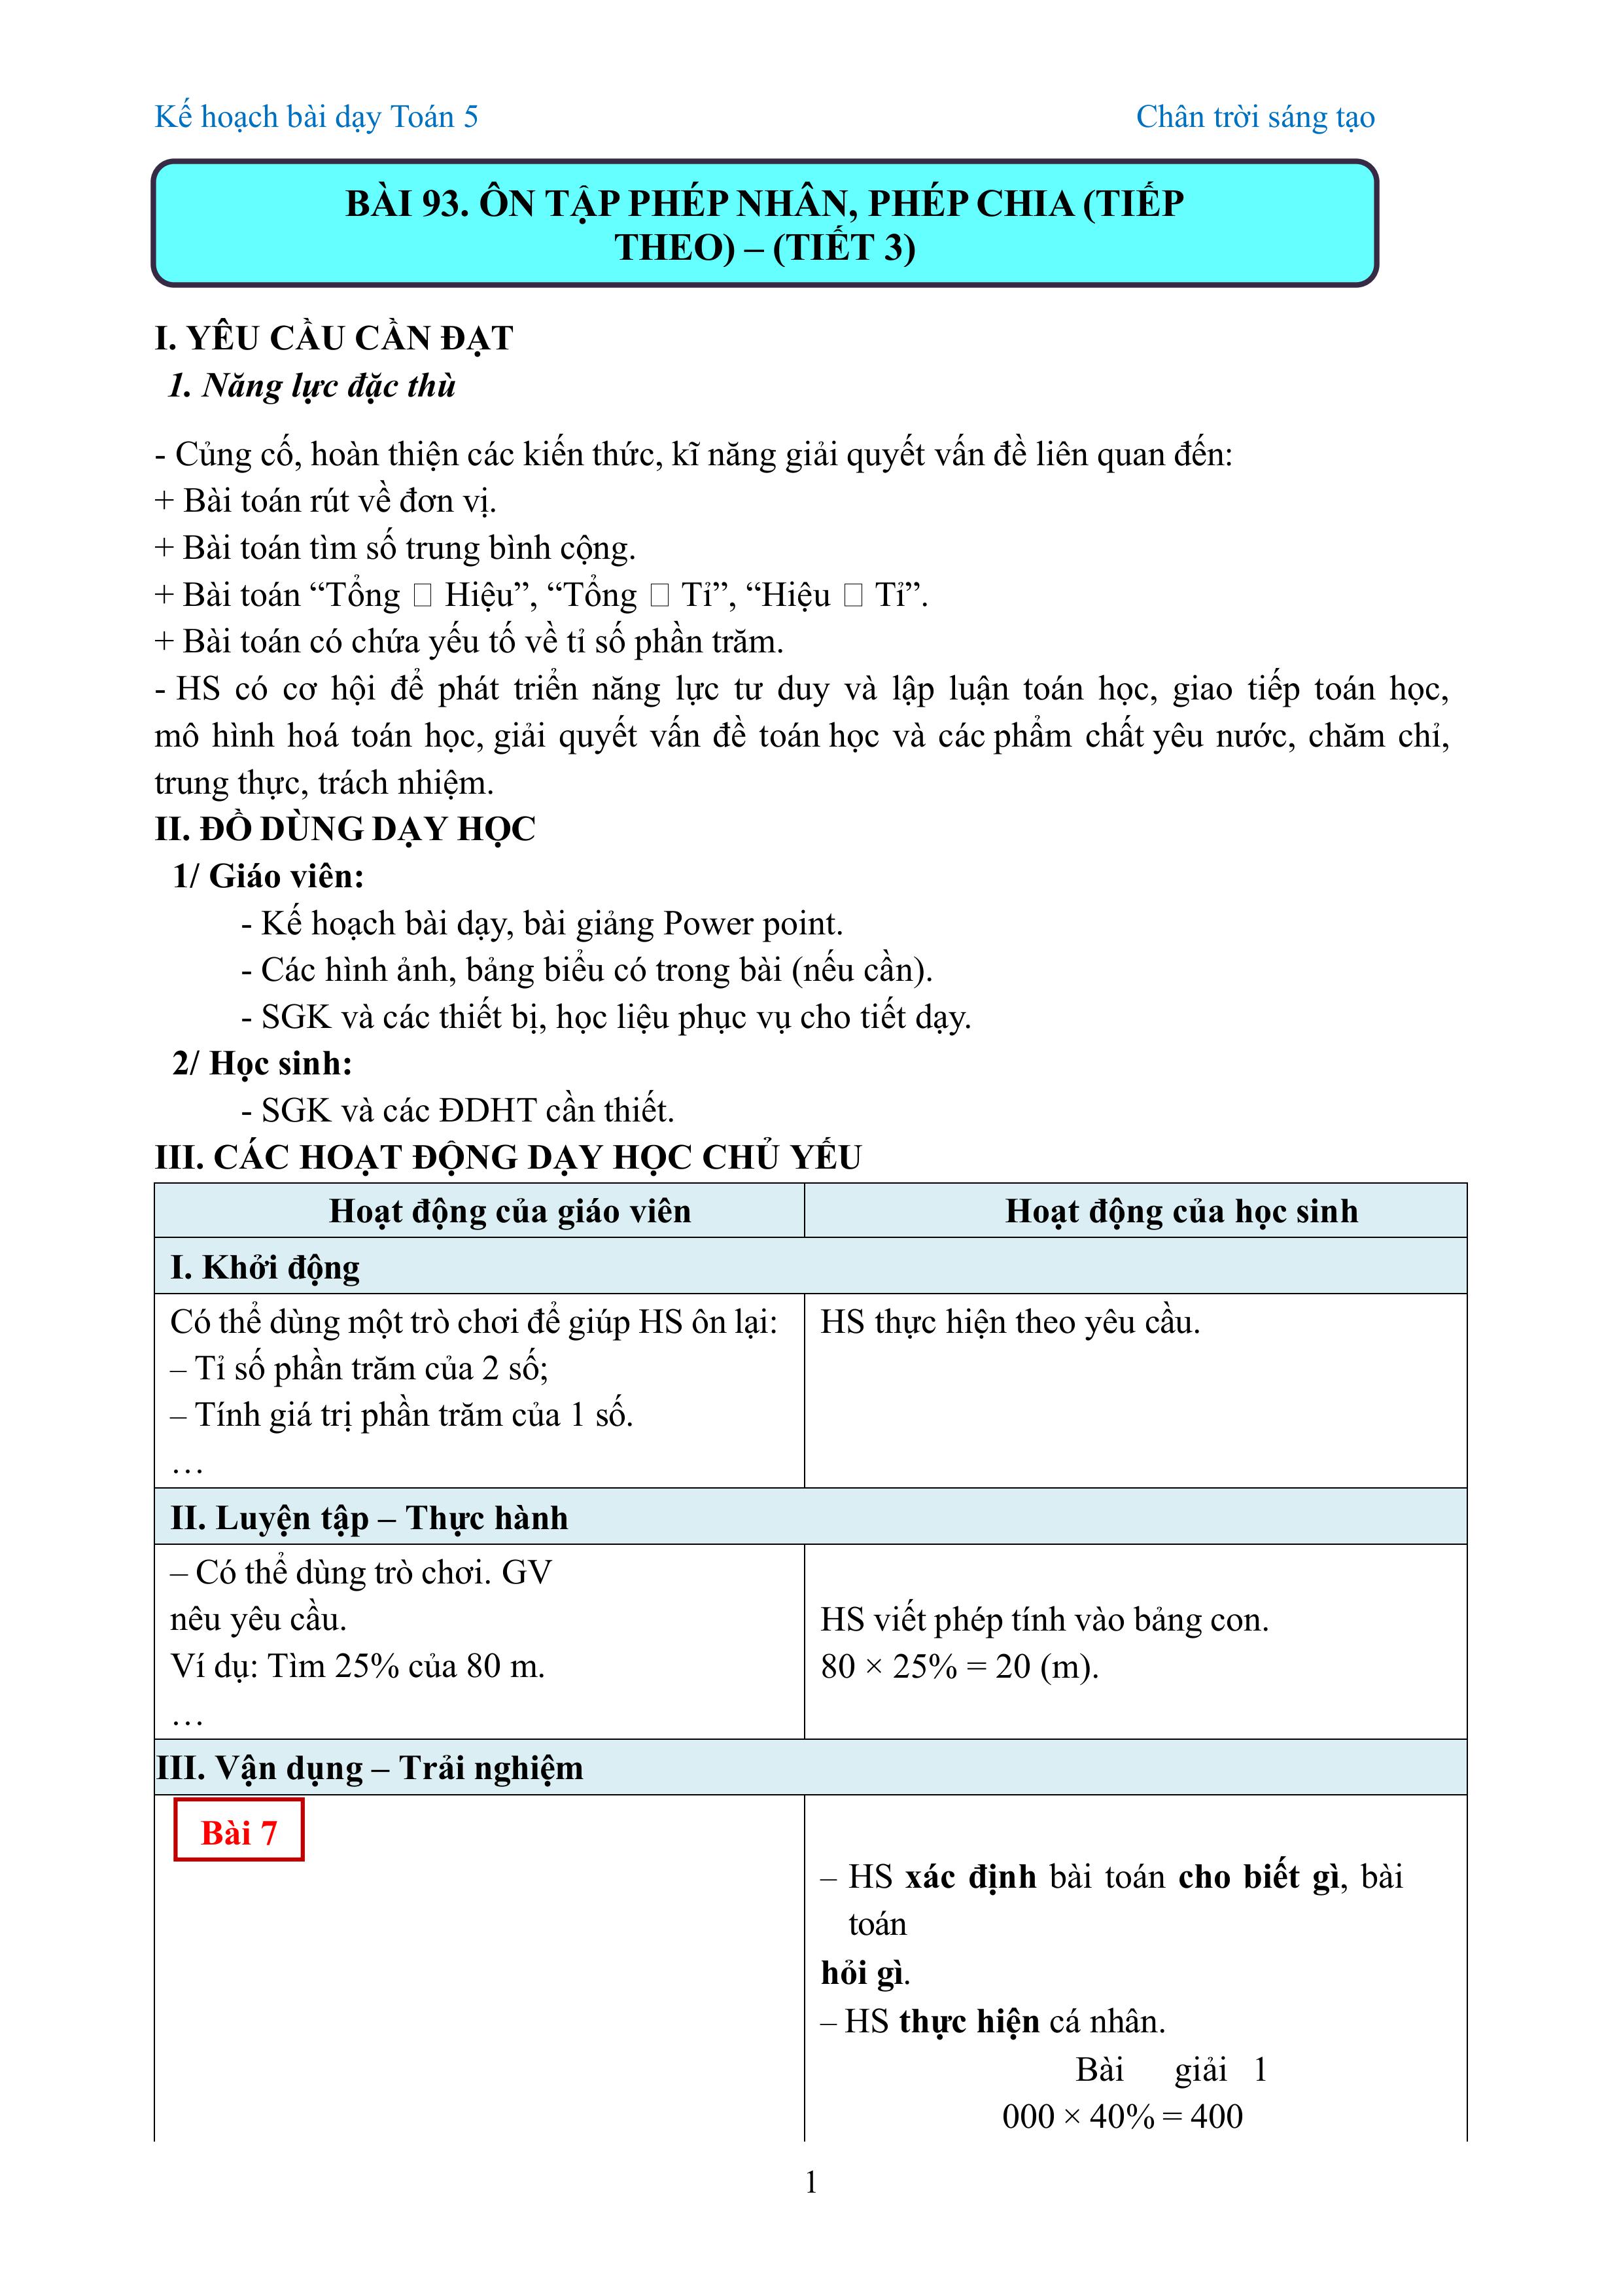 Kế hoạch bài dạy Toán 5 Chân trời sáng tạo
BÀI 93. ÔN TẬP PHÉP NHÂN, PHÉP CHIA (TIẾP
THEO) – (TIẾT 3)
I. YÊU CẦU CẦN ĐẠT
1. Năng lực đặc thù
- Củng cố, hoàn thiện các kiến thức, kĩ năng giải quyết vấn đề liên quan đến:
+ Bài toán rút về đơn vị.
+ Bài toán tìm số trung bình cộng.
+ Bài toán “Tổng □ Hiệu”, “Tổng □ Tỉ”, “Hiệu □ Tỉ”.
+ Bài toán có chứa yếu tố về tỉ số phần trăm.
- HS có cơ hội để phát triển năng lực tư duy và lập luận toán học, giao tiếp toán học,
mô hình hoá toán học, giải quyết vấn đề toán học và các phẩm chất yêu nước, chăm chỉ,
trung thực, trách nhiệm.
II. ĐỒ DÙNG DẠY HỌC
1/ Giáo viên:
- Kế hoạch bài dạy, bài giảng Power point.
- Các hình ảnh, bảng biểu có trong bài (nếu cần).
- SGK và các thiết bị, học liệu phục vụ cho tiết dạy.
2/ Học sinh:
- SGK và các ĐDHT cần thiết.
III. CÁC HOẠT ĐỘNG DẠY HỌC CHỦ YẾU
Hoạt động của giáo viên Hoạt động của học sinh
I. Khởi động
Có thể dùng một trò chơi để giúp HS ôn lại:
– Tỉ số phần trăm của 2 số;
– Tính giá trị phần trăm của 1 số.
…
HS thực hiện theo yêu cầu.
II. Luyện tập – Thực hành
– Có thể dùng trò chơi. GV
nêu yêu cầu.
Ví dụ: Tìm 25% của 80 m.
…
HS viết phép tính vào bảng con.
80 × 25% = 20 (m).
III. Vận dụng – Trải nghiệm
Bài 7
– HS xác định bài toán cho biết gì, bài
toán
hỏi gì.
– HS thực hiện cá nhân.
Bài giải 1
000 × 40% = 400
1